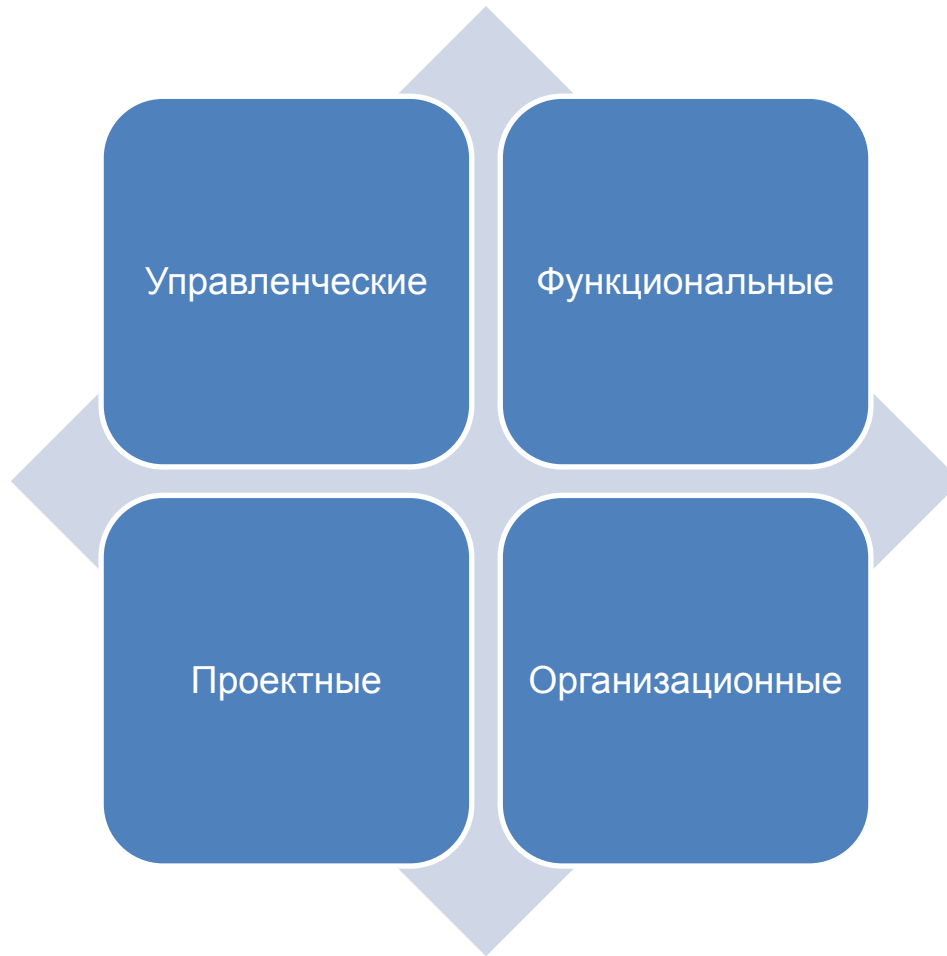 Управленческие
Функциональные
Проектные
Организационные